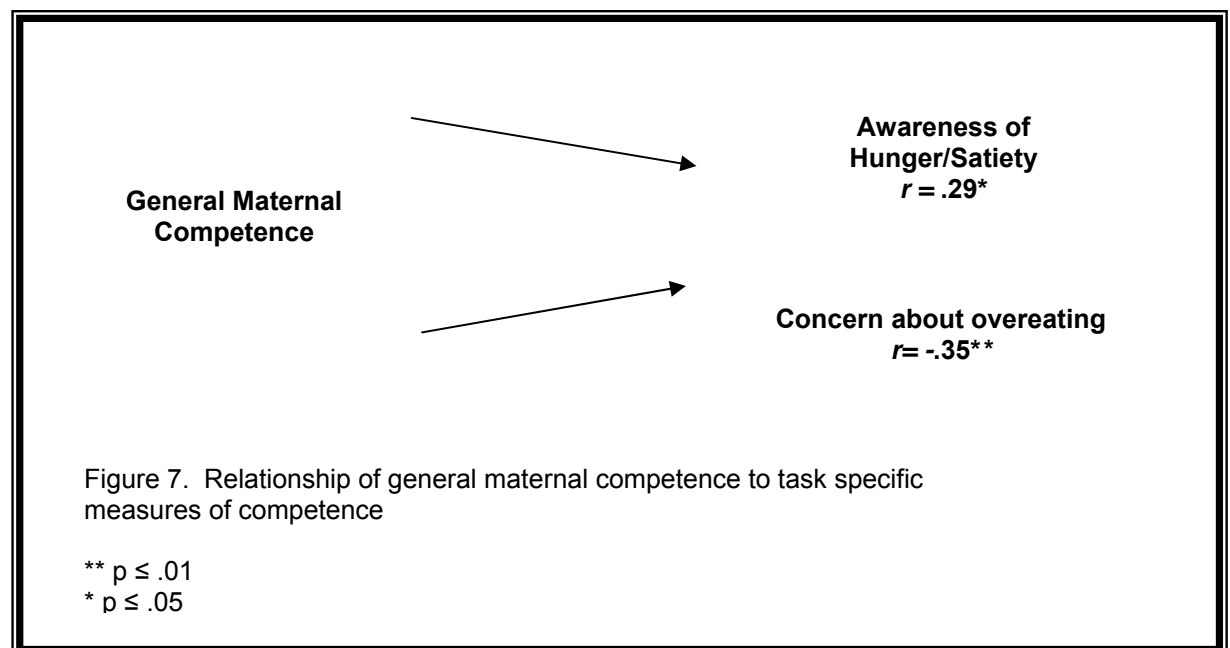 General Maternal
Competence
Awareness of
Hunger/Satiety
r = .29*
Concern about overeating
r= -.35**
Figure 7.  Relationship of general maternal competence to task specific
measures of competence
** p ≤ .01
* p ≤ .05